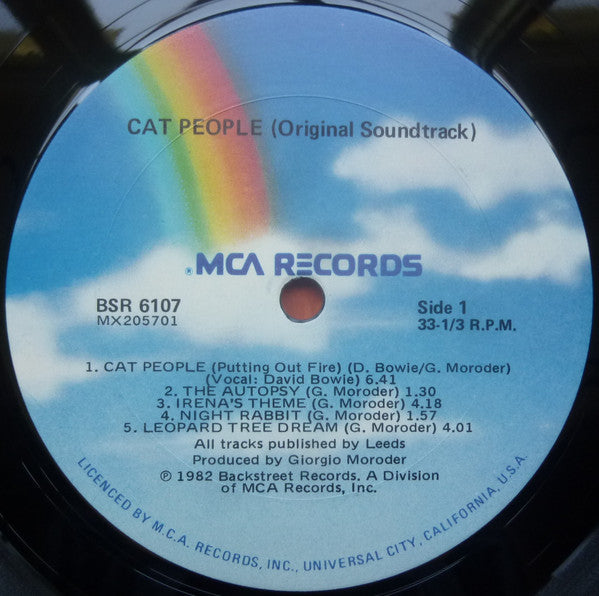 CAT PEOPLE (Original Soundtrack)
®MCA RECORDS
BSR 6107
MX205701
Side 1
33-1/3 R.P.M.
1. CAT PEOPLE (Putting Out Fire) (D. Bowie/G. Moroder)
(Vocal: David Bowie) 6.41
2. THE AUTOPSY (G. Moroder) 1.30
3. IRENA'S THEME (G. Moroder) 4.18
4. NIGHT RABBIT (G. Moroder) 1.57
5. LEOPARD TREE DREAM (G. Moroder) 4.01
All tracks published by Leeds
Produced by Giorgio Moroder
℗ 1982 Backstreet Records. A Division
of MCA Records, Inc.
LICENCED BY M.C.A. RECORDS, INC., UNIVERSAL CITY, CALIFORNIA, U.S.A.